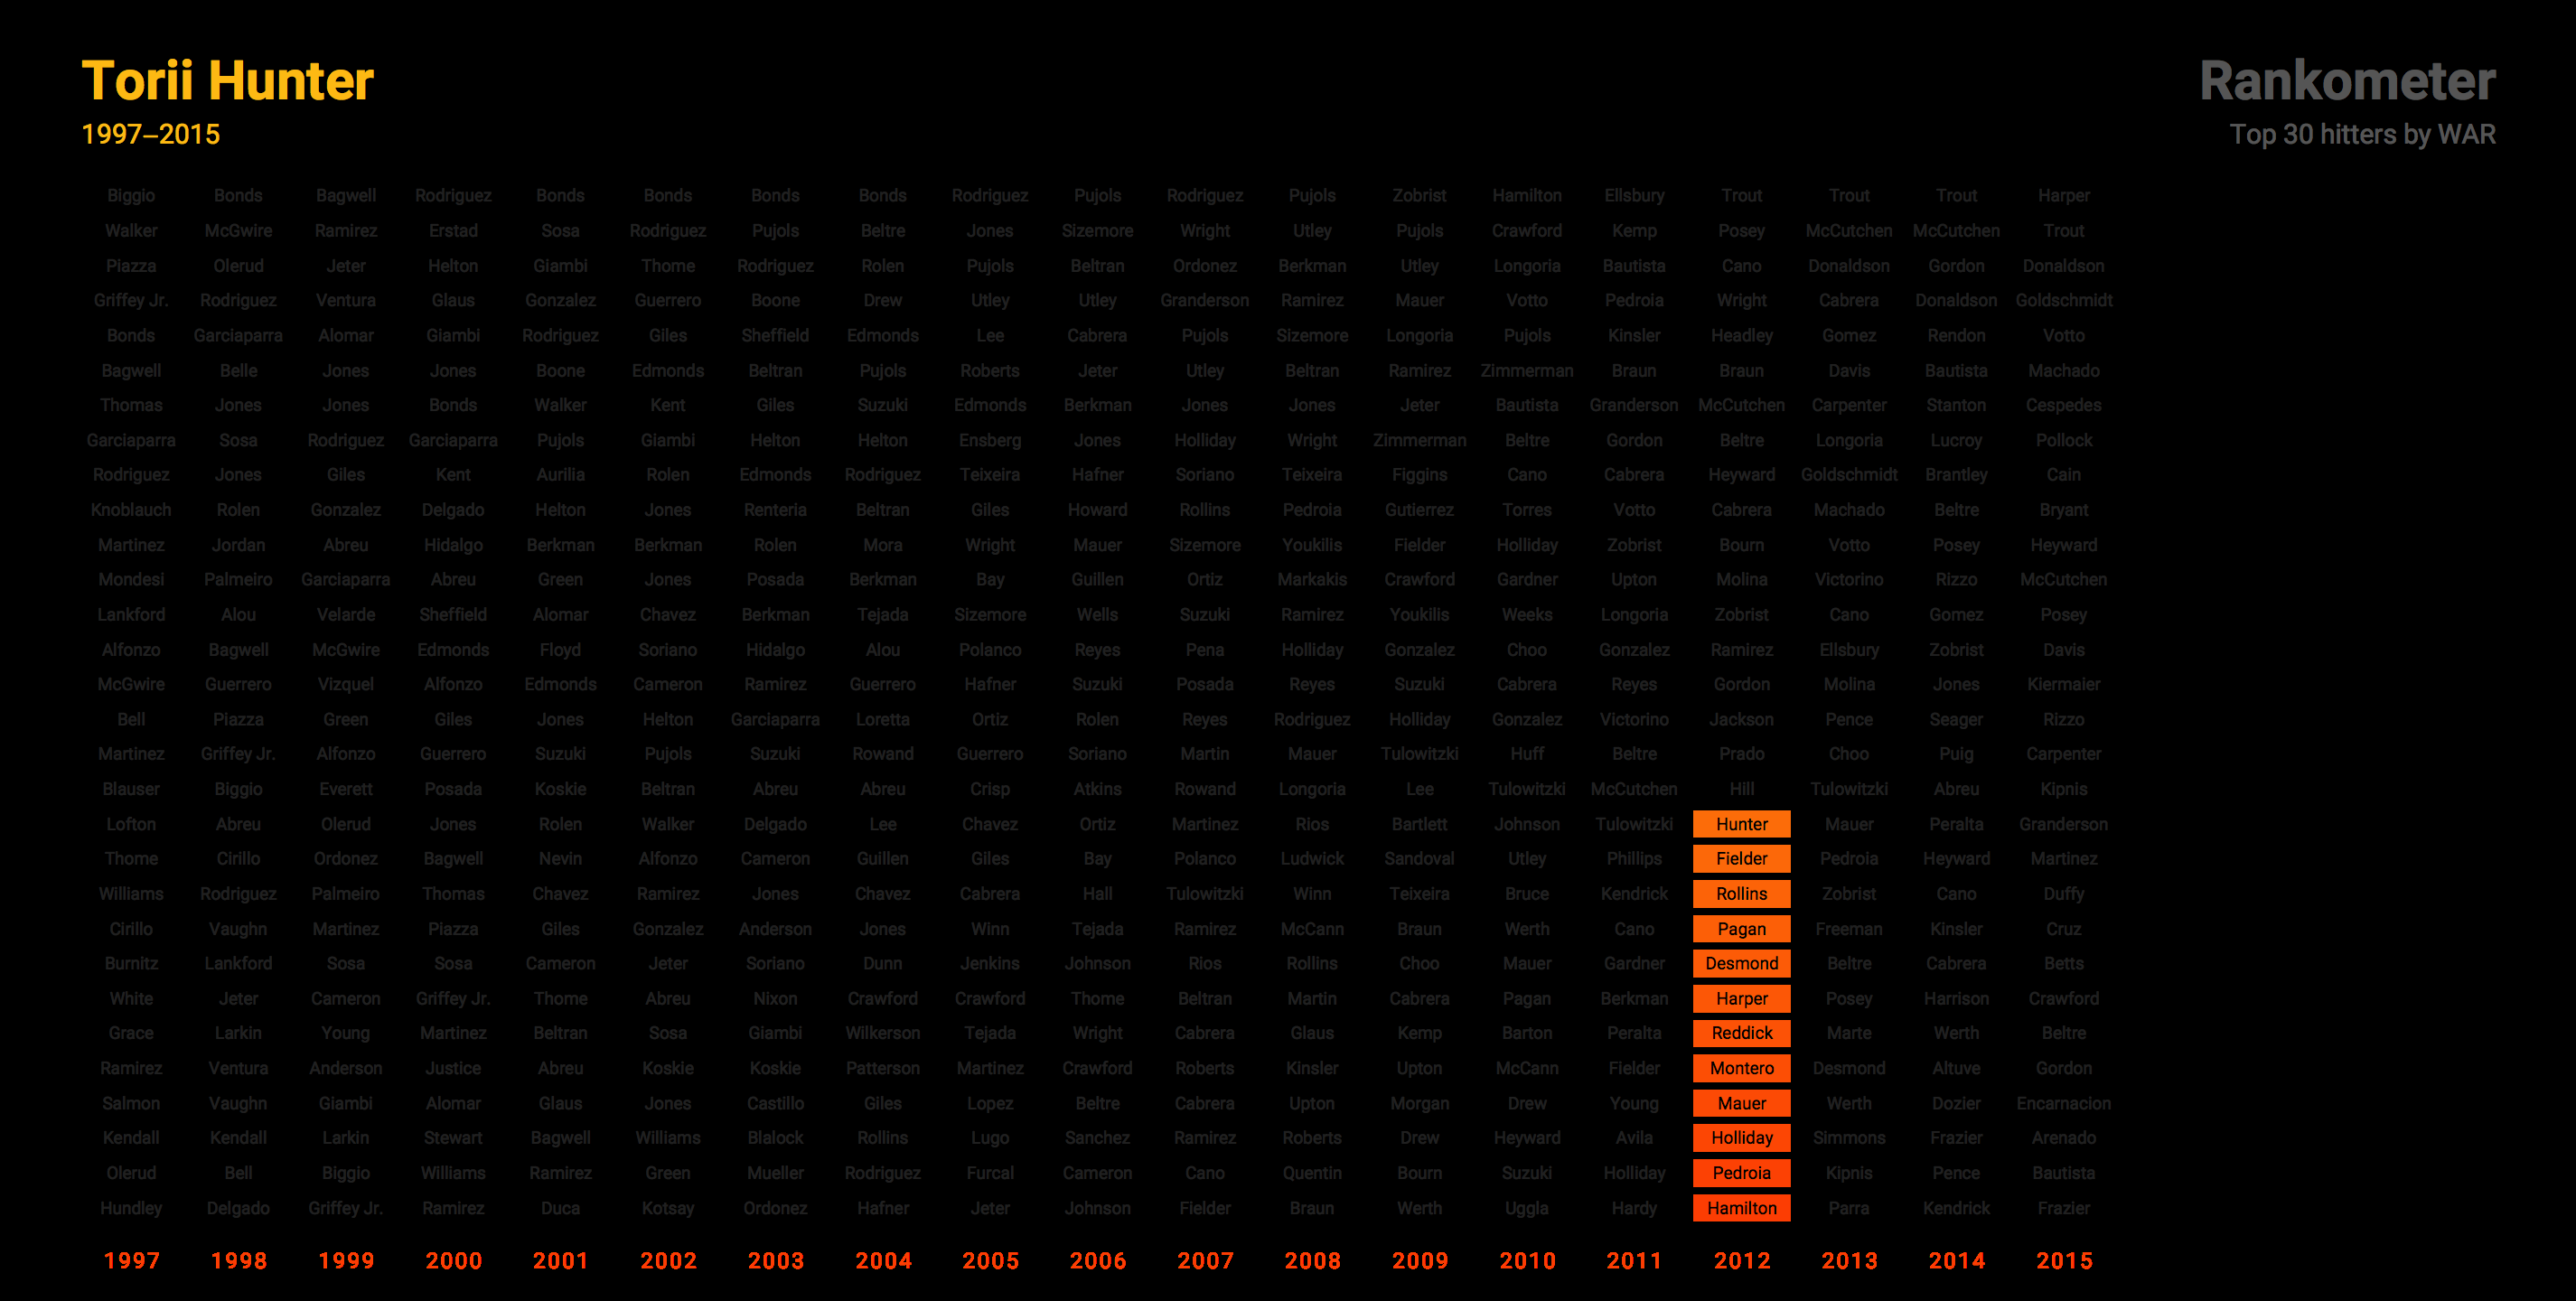 Torii Hunter Rankometer
1997–2015 Top 30 hitters by WAR
Biggio Bonds Bagwell Rodriguez Bonds Bonds Bonds Bonds Rodriguez Pujols Rodriguez Pujols Zobrist Hamilton Ellsbury Trout Trout Trout Harper
Walker McGwire Ramirez Erstad Sosa Rodriguez Pujols Beltre Jones Sizemore Wright Utley Pujols Crawford Kemp Posey McCutchen McCutchen Trout
Piazza Olerud Jeter Helton Giambi Thome Rodriguez Rolen Pujols Beltran Ordonez Berkman Utley Longoria Bautista Cano Donaldson Gordon Donaldson
Griffey Jr. Rodriguez Ventura Glaus Gonzalez Guerrero Boone Drew Utley Utley Granderson Ramirez Mauer Votto Pedroia Wright Cabrera Donaldson Goldschmidt
Bonds Garciaparra Alomar Giambi Rodriguez Giles Sheffield Edmonds Lee Cabrera Pujols Sizemore Longoria Pujols Kinsler Headley Gomez Rendon Votto
Bagwell Belle Jones Jones Boone Edmonds Beltran Pujols Roberts Jeter Utley Beltran Ramirez Zimmerman Braun Braun Davis Bautista Machado
Thomas Jones Jones Bonds Walker Kent Giles Suzuki Edmonds Berkman Jones Jones Jeter Bautista Granderson McCutchen Carpenter Stanton Cespedes
Garciaparra Sosa Rodriguez Garciaparra Pujols Giambi Helton Helton Ensberg Jones Holliday Wright Zimmerman Beltre Gordon Beltre Longoria Lucroy Pollock
Rodriguez Jones Giles Kent Aurilia Rolen Edmonds Rodriguez Teixeira Hafner Soriano Teixeira Figgins Cano Cabrera Heyward Goldschmidt Brantley Cain
Knoblauch Rolen Gonzalez Delgado Helton Jones Renteria Beltran Giles Howard Rollins Pedroia Gutierrez Torres Votto Cabrera Machado Beltre Bryant
Martinez Jordan Abreu Hidalgo Berkman Berkman Rolen Mora Wright Mauer Sizemore Youkilis Fielder Holliday Zobrist Bourn Votto Posey Heyward
Mondesi Palmeiro Garciaparra Abreu Green Jones Posada Berkman Bay Guillen Ortiz Markakis Crawford Gardner Upton Molina Victorino Rizzo McCutchen
Lankford Alou Velarde Sheffield Alomar Chavez Berkman Tejada Sizemore Wells Suzuki Ramirez Youkilis Weeks Longoria Zobrist Cano Gomez Posey
Alfonzo Bagwell McGwire Edmonds Floyd Soriano Hidalgo Alou Polanco Reyes Pena Holliday Gonzalez Choo Gonzalez Ramirez Ellsbury Zobrist Davis
McGwire Guerrero Vizquel Alfonzo Edmonds Cameron Ramirez Guerrero Hafner Suzuki Posada Reyes Suzuki Cabrera Reyes Gordon Molina Jones Kiermaier
Bell Piazza Green Giles Jones Helton Garciaparra Loretta Ortiz Rolen Reyes Rodriguez Holliday Gonzalez Victorino Jackson Pence Seager Rizzo
Martinez Griffey Jr. Alfonzo Guerrero Suzuki Pujols Suzuki Rowand Guerrero Soriano Martin Mauer Tulowitzki Huff Beltre Prado Choo Puig Carpenter
Blauser Biggio Everett Posada Koskie Beltran Abreu Abreu Crisp Atkins Rowand Longoria Lee Tulowitzki McCutchen Hill Tulowitzki Abreu Kipnis
Lofton Abreu Olerud Jones Rolen Walker Delgado Lee Chavez Ortiz Martinez Rios Bartlett Johnson Tulowitzki Hunter Mauer Peralta Granderson
Thome Cirillo Ordonez Bagwell Nevin Alfonzo Cameron Guillen Giles Bay Polanco Ludwick Sandoval Utley Phillips Fielder Pedroia Heyward Martinez
Williams Rodriguez Palmeiro Thomas Chavez Ramirez Jones Chavez Cabrera Hall Tulowitzki Winn Teixeira Bruce Kendrick Rollins Zobrist Cano Duffy
Cirillo Vaughn Martinez Piazza Giles Gonzalez Anderson Jones Winn Tejada Ramirez McCann Braun Werth Cano Pagan Freeman Kinsler Cruz
Burnitz Lankford Sosa Sosa Cameron Jeter Soriano Dunn Jenkins Johnson Rios Rollins Choo Mauer Gardner Desmond Beltre Cabrera Betts
White Jeter Cameron Griffey Jr. Thome Abreu Nixon Crawford Crawford Thome Beltran Martin Cabrera Pagan Berkman Harper Posey Harrison Crawford
Grace Larkin Young Martinez Beltran Sosa Giambi Wilkerson Tejada Wright Cabrera Glaus Kemp Barton Peralta Reddick Marte Werth Beltre
Ramirez Ventura Anderson Justice Abreu Koskie Koskie Patterson Martinez Crawford Roberts Kinsler Upton McCann Fielder Montero Desmond Altuve Gordon
Salmon Vaughn Giambi Alomar Glaus Jones Castillo Giles Lopez Beltre Cabrera Upton Morgan Drew Young Mauer Werth Dozier Encarnacion
Kendall Kendall Larkin Stewart Bagwell Williams Blalock Rollins Lugo Sanchez Ramirez Roberts Drew Heyward Avila Holliday Simmons Frazier Arenado
Olerud Bell Biggio Williams Ramirez Green Mueller Rodriguez Furcal Cameron Cano Quentin Bourn Suzuki Holliday Pedroia Kipnis Pence Bautista
Hundley Delgado Griffey Jr. Ramirez Duca Kotsay Ordonez Hafner Jeter Johnson Fielder Braun Werth Uggla Hardy Hamilton Parra Kendrick Frazier
1997 1998 1999 2000 2001 2002 2003 2004 2005 2006 2007 2008 2009 2010 2011 2012 2013 2014 2015